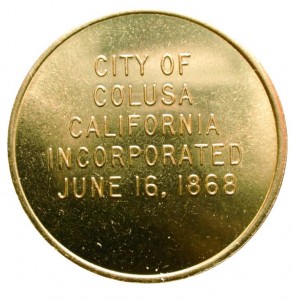 CITY OF
COLUSA
CALIFORNIA
INCORPORATED
JUNE 16, 1868